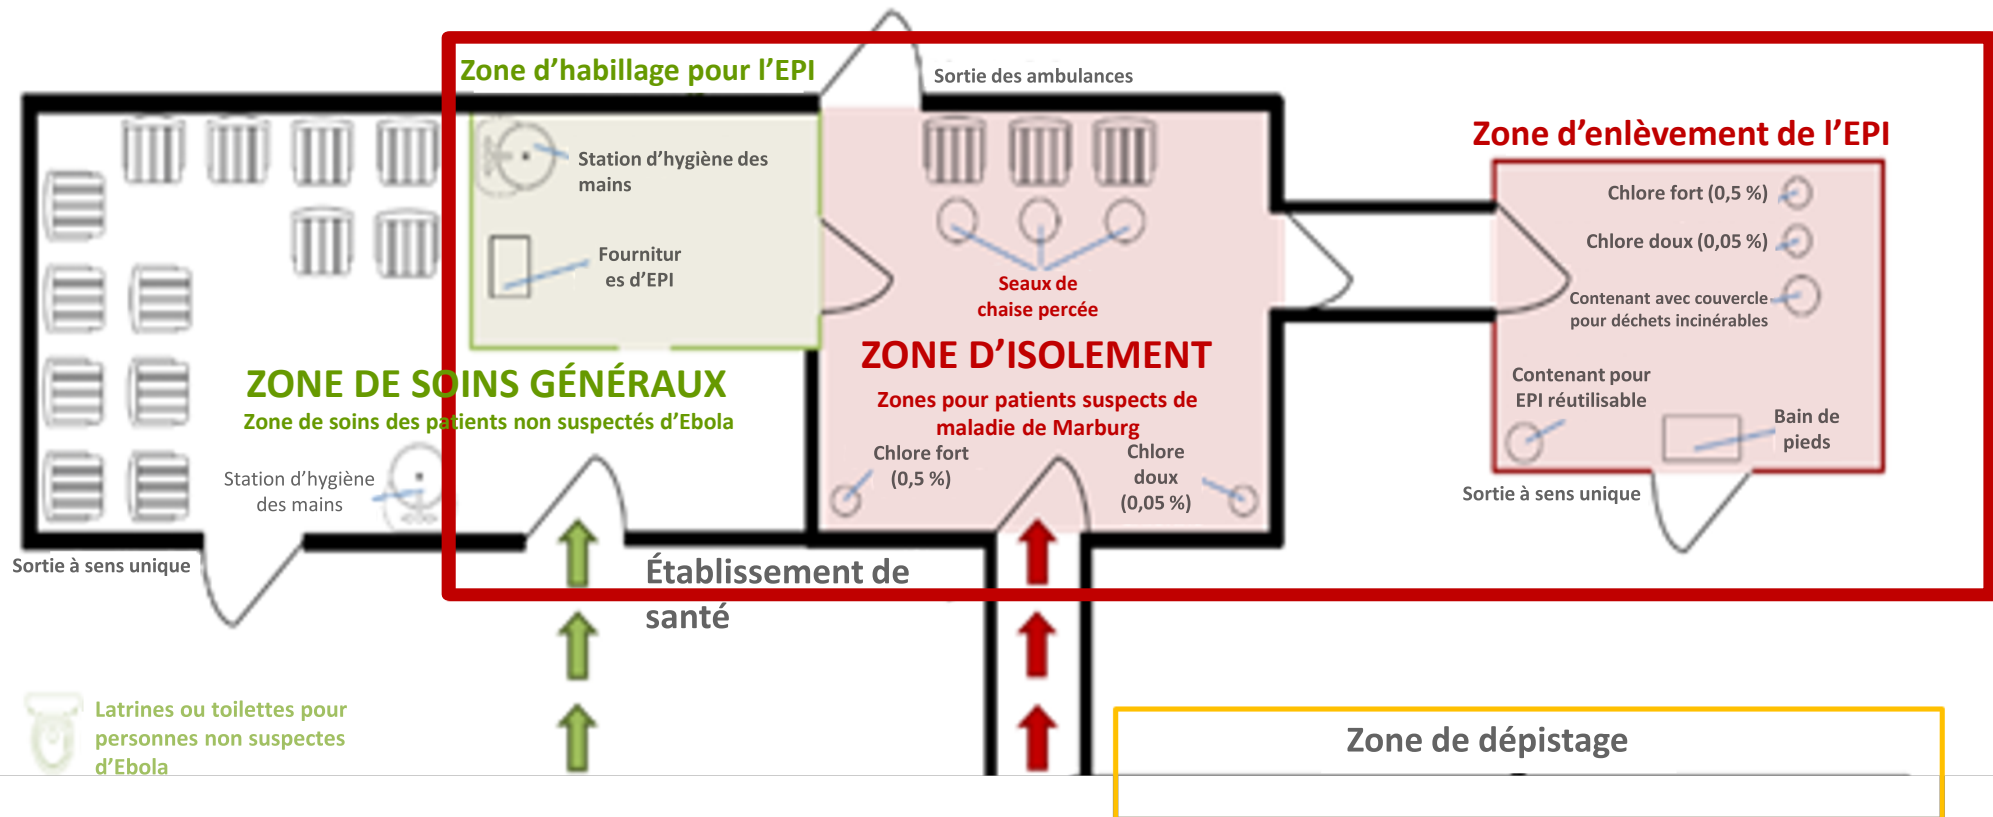 Zone d’habillage pour l’EPI
Sortie des ambulances
Zone d’enlèvement de l’EPI
Station d’hygiène des
mains
Fournitur
es d’EPI
Seaux de
chaise percée
Chlore fort (0,5 %)
Chlore doux (0,05 %)
Contenant avec couvercle
pour déchets incinérables
ZONE DE SOINS GÉNÉRAUX
Zone de soins des patients non suspectés d’Ebola
ZONE D’ISOLEMENT
Zones pour patients suspects de
maladie de Marburg
Contenant pour
EPI réutilisable
Bain de
pieds
Station d’hygiène
des mains
Chlore fort
(0,5 %)
Chlore
doux
(0,05 %)
Sortie à sens unique
Sortie à sens unique
Établissement de
santé
Latrines ou toilettes pour
personnes non suspectes
d’Ebola
Zone de dépistage